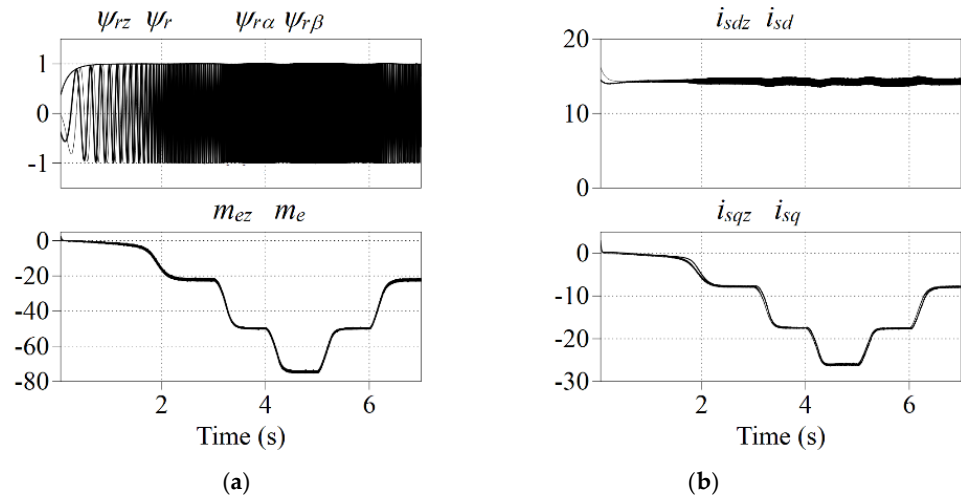 ψrz ψr ψrα ψrβ
1
0
-1
mez me
0
-20
-40
-60
-80
2 4 6
Time (s)
(a)
isdz isd
20
10
0
isqz isq
0
-10
-20
-30
2 4 6
Time (s)
(b)